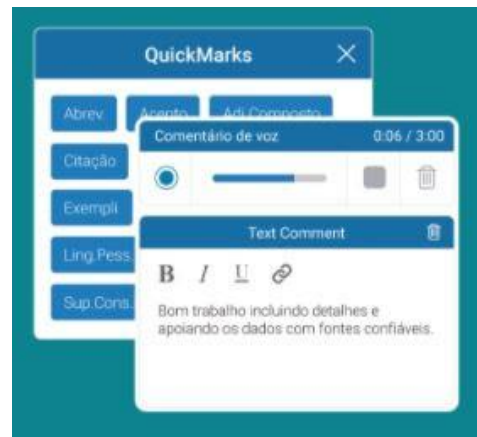 QuickMarks
Abrev. Acento Adj.Composto
Citação
Comentário de voz 0:06 / 3:00
Exempli
Ling.Pess.
Text Comment
B I U
Sup.Cons.
Bom trabalho incluindo detalhes e
apoiando os dados com fontes confiáveis.